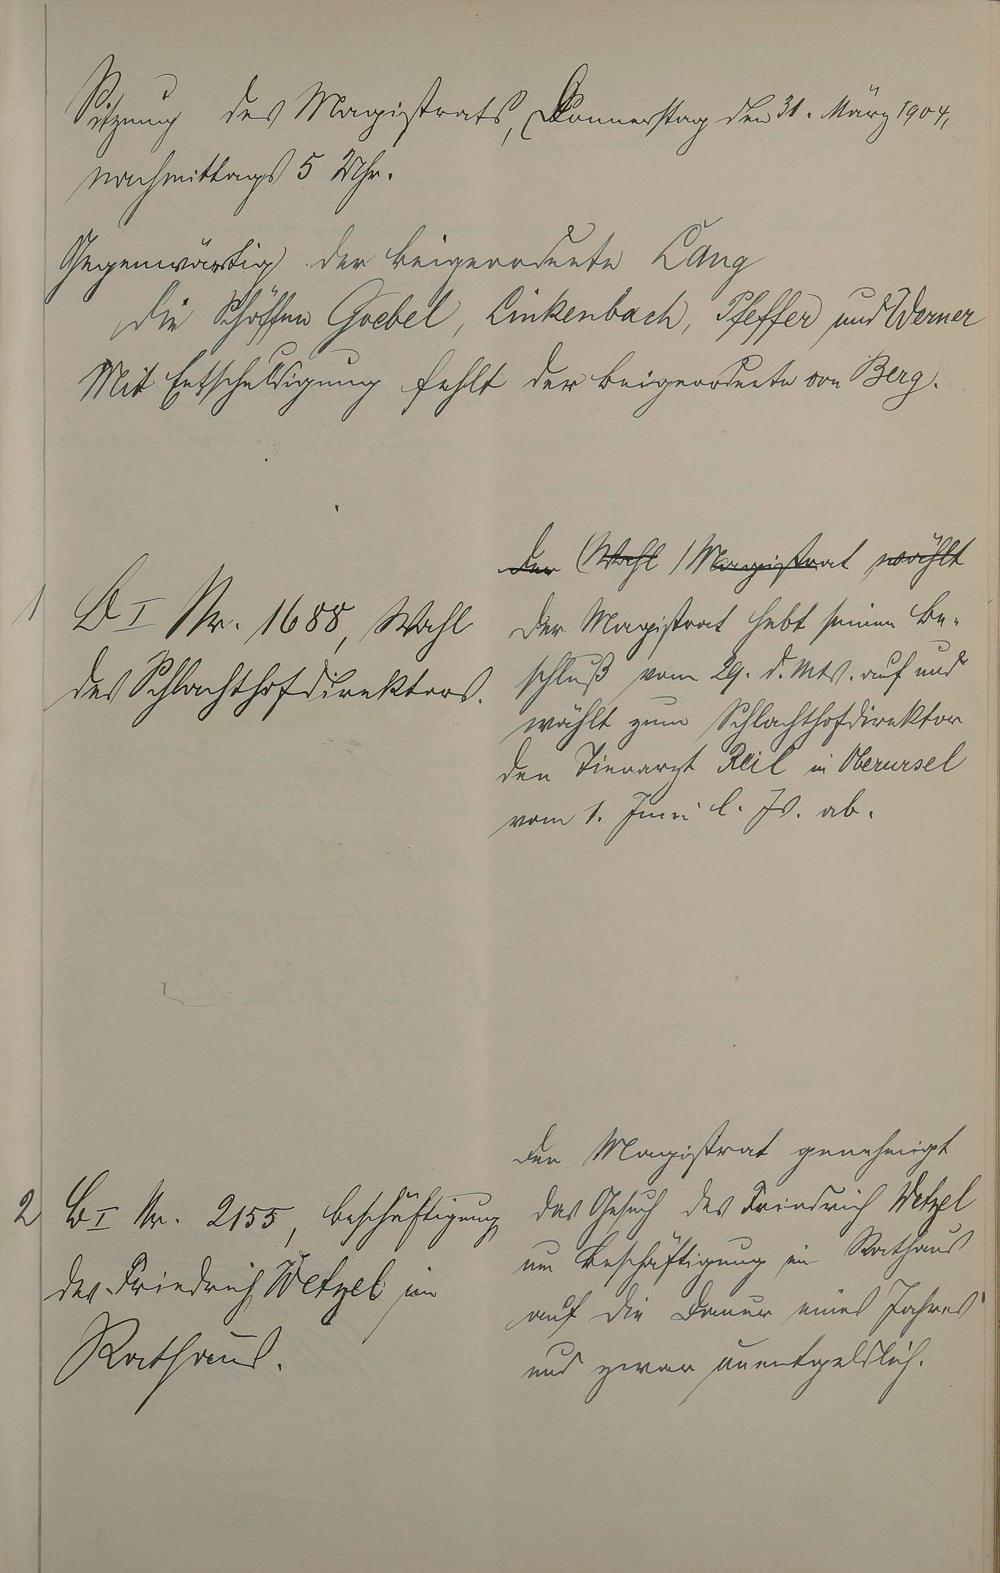 Sitzung des Magistrats, Donnerstag den 31. März 1904,
nachmittags 5 Uhr.
Gegenwärtig der Beigeordnete Lang
die Schöffen Goebel, Linkenbach, Pfeffer und Werner
Mit Entschuldigung fehlt der Beigeordnete von Berg.
1
B I Nr. 1688, Wahl
des Schlachthofdirektors.
Der (Wahl / Magistrat wählt
Der Magistrat hebt seinen Be-
schluß vom 29. d. Mts. auf und
wählt zum Schlachthofdirektor
den Tierarzt Reil in Oberursel
vom 1. Juni l. Js. ab.
2
B I Nr. 2155, Beschäftigung
des Friedrich Wetzel im
Rathaus.
Der Magistrat genehmigt
das Gesuch des Friedrich Wetzel
um Beschäftigung im Rathaus
auf die Dauer eines Jahres
und zwar unentgeldlich.